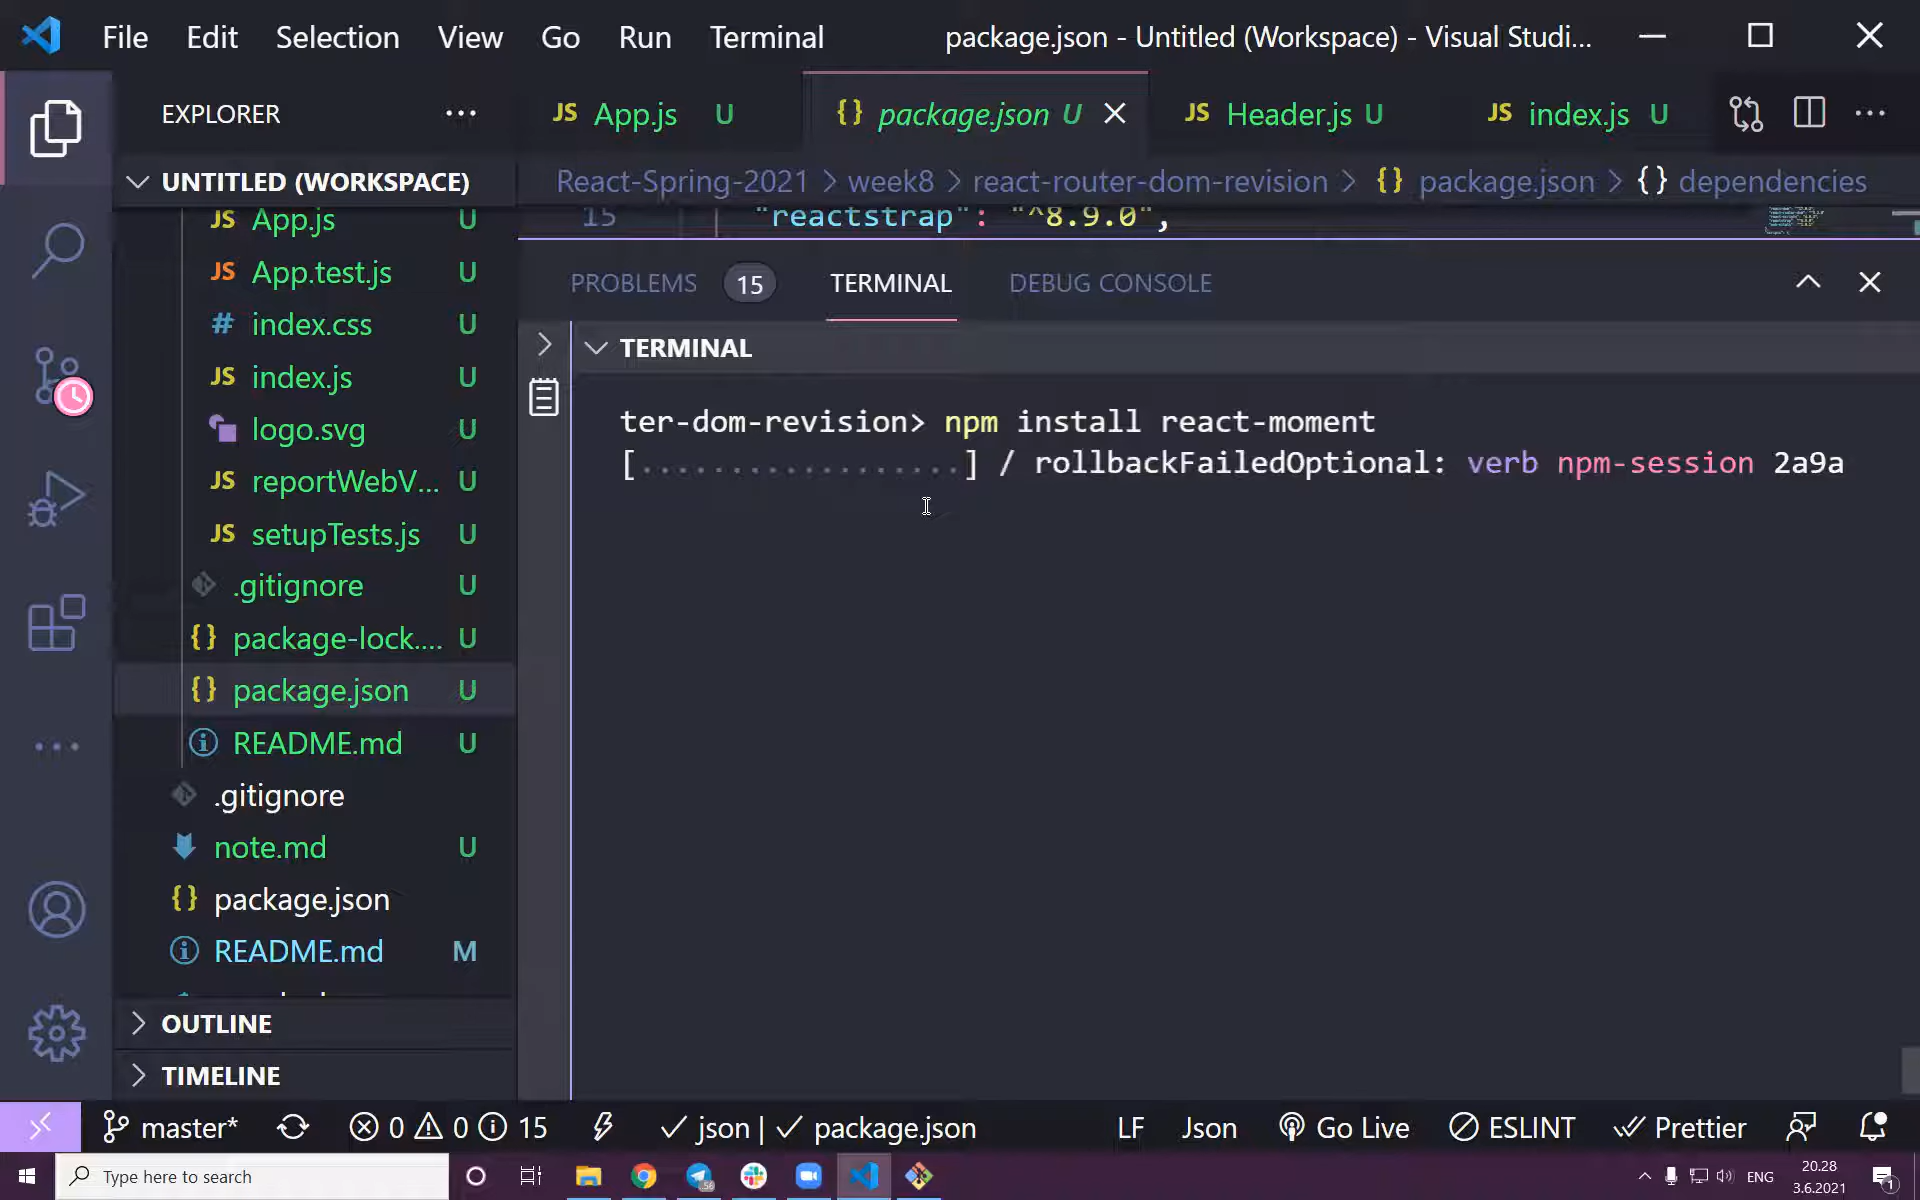 File Edit Selection View Go Run Terminal package.json - Untitled (Workspace) - Visual Studi...
EXPLORER ...
JS App.js U {} package.json U JS Header.js U JS index.js U
UNTITLED (WORKSPACE)
React-Spring-2021 > week8 > react-router-dom-revision > {} package.json > {} dependencies
15 "reactstrap": "^8.9.0",
JS App.js U
JS App.test.js U
# index.css U
JS index.js U
logo.svg U
JS reportWebV... U
JS setupTests.js U
.gitignore U
{} package-lock.... U
{} package.json U
README.md U
.gitignore
note.md U
{} package.json
README.md M
OUTLINE
TIMELINE
PROBLEMS 15 TERMINAL DEBUG CONSOLE
TERMINAL
ter-dom-revision> npm install react-moment
[..................] / rollbackFailedOptional: verb npm-session 2a9a
master* 0 0 15 json | package.json LF Json Go Live ESLINT Prettier
Type here to search 56 ENG 20.28
3.6.2021 1